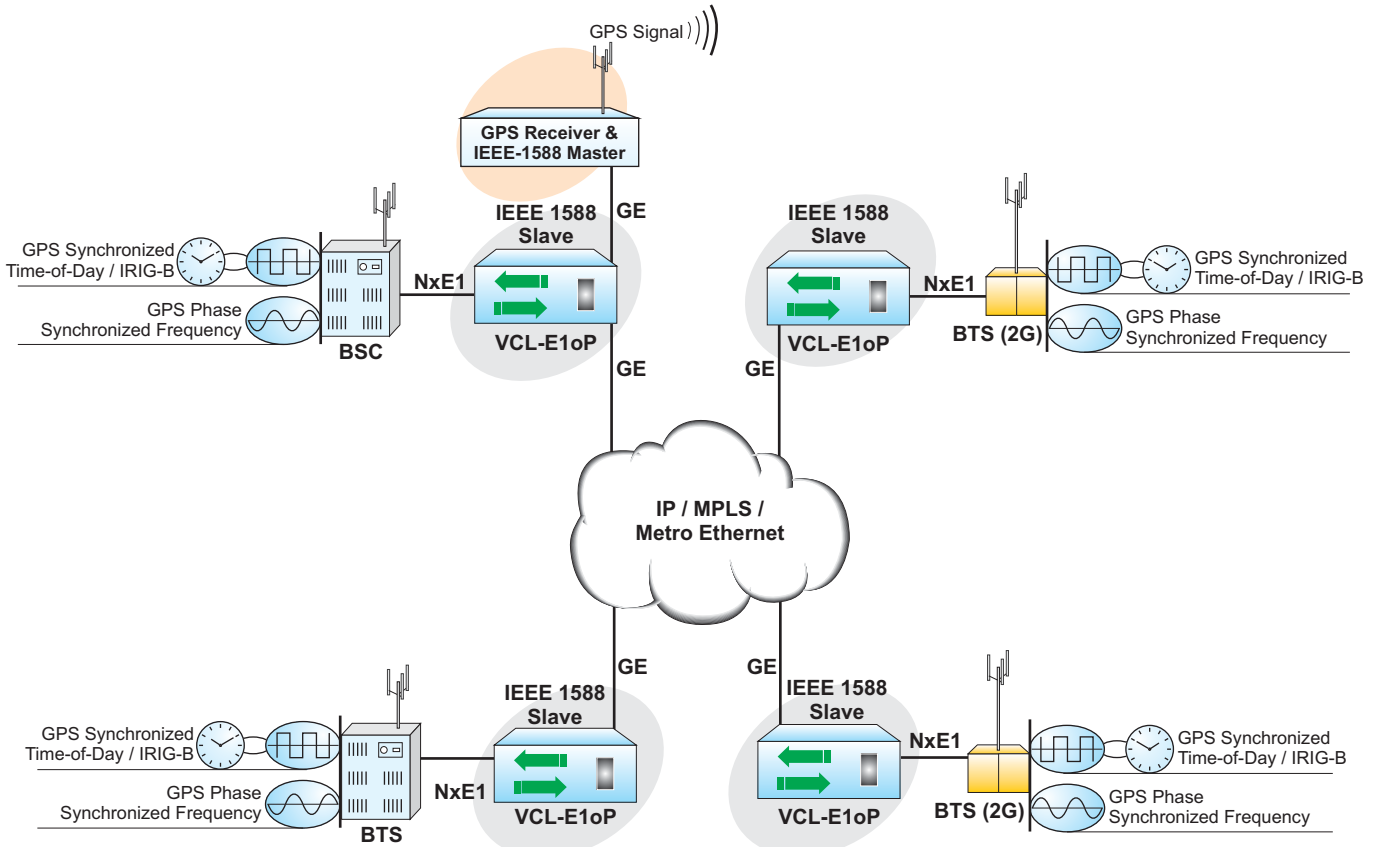 GPS Signal
GPS Receiver &
IEEE-1588 Master
GE
IEEE 1588
Slave
GPS Synchronized
Time-of-Day / IRIG-B
NxE1
GPS Phase
Synchronized Frequency
BSC
VCL-E1oP
GE
IEEE 1588
Slave
NxE1
GPS Synchronized
Time-of-Day / IRIG-B
GPS Phase
Synchronized Frequency
BTS (2G)
VCL-E1oP
GE
IP / MPLS /
Metro Ethernet
GE
IEEE 1588
Slave
GPS Synchronized
Time-of-Day / IRIG-B
NxE1
GPS Phase
Synchronized Frequency
BTS
VCL-E1oP
GE
IEEE 1588
Slave
NxE1
GPS Synchronized
Time-of-Day / IRIG-B
GPS Phase
Synchronized Frequency
BTS (2G)
VCL-E1oP